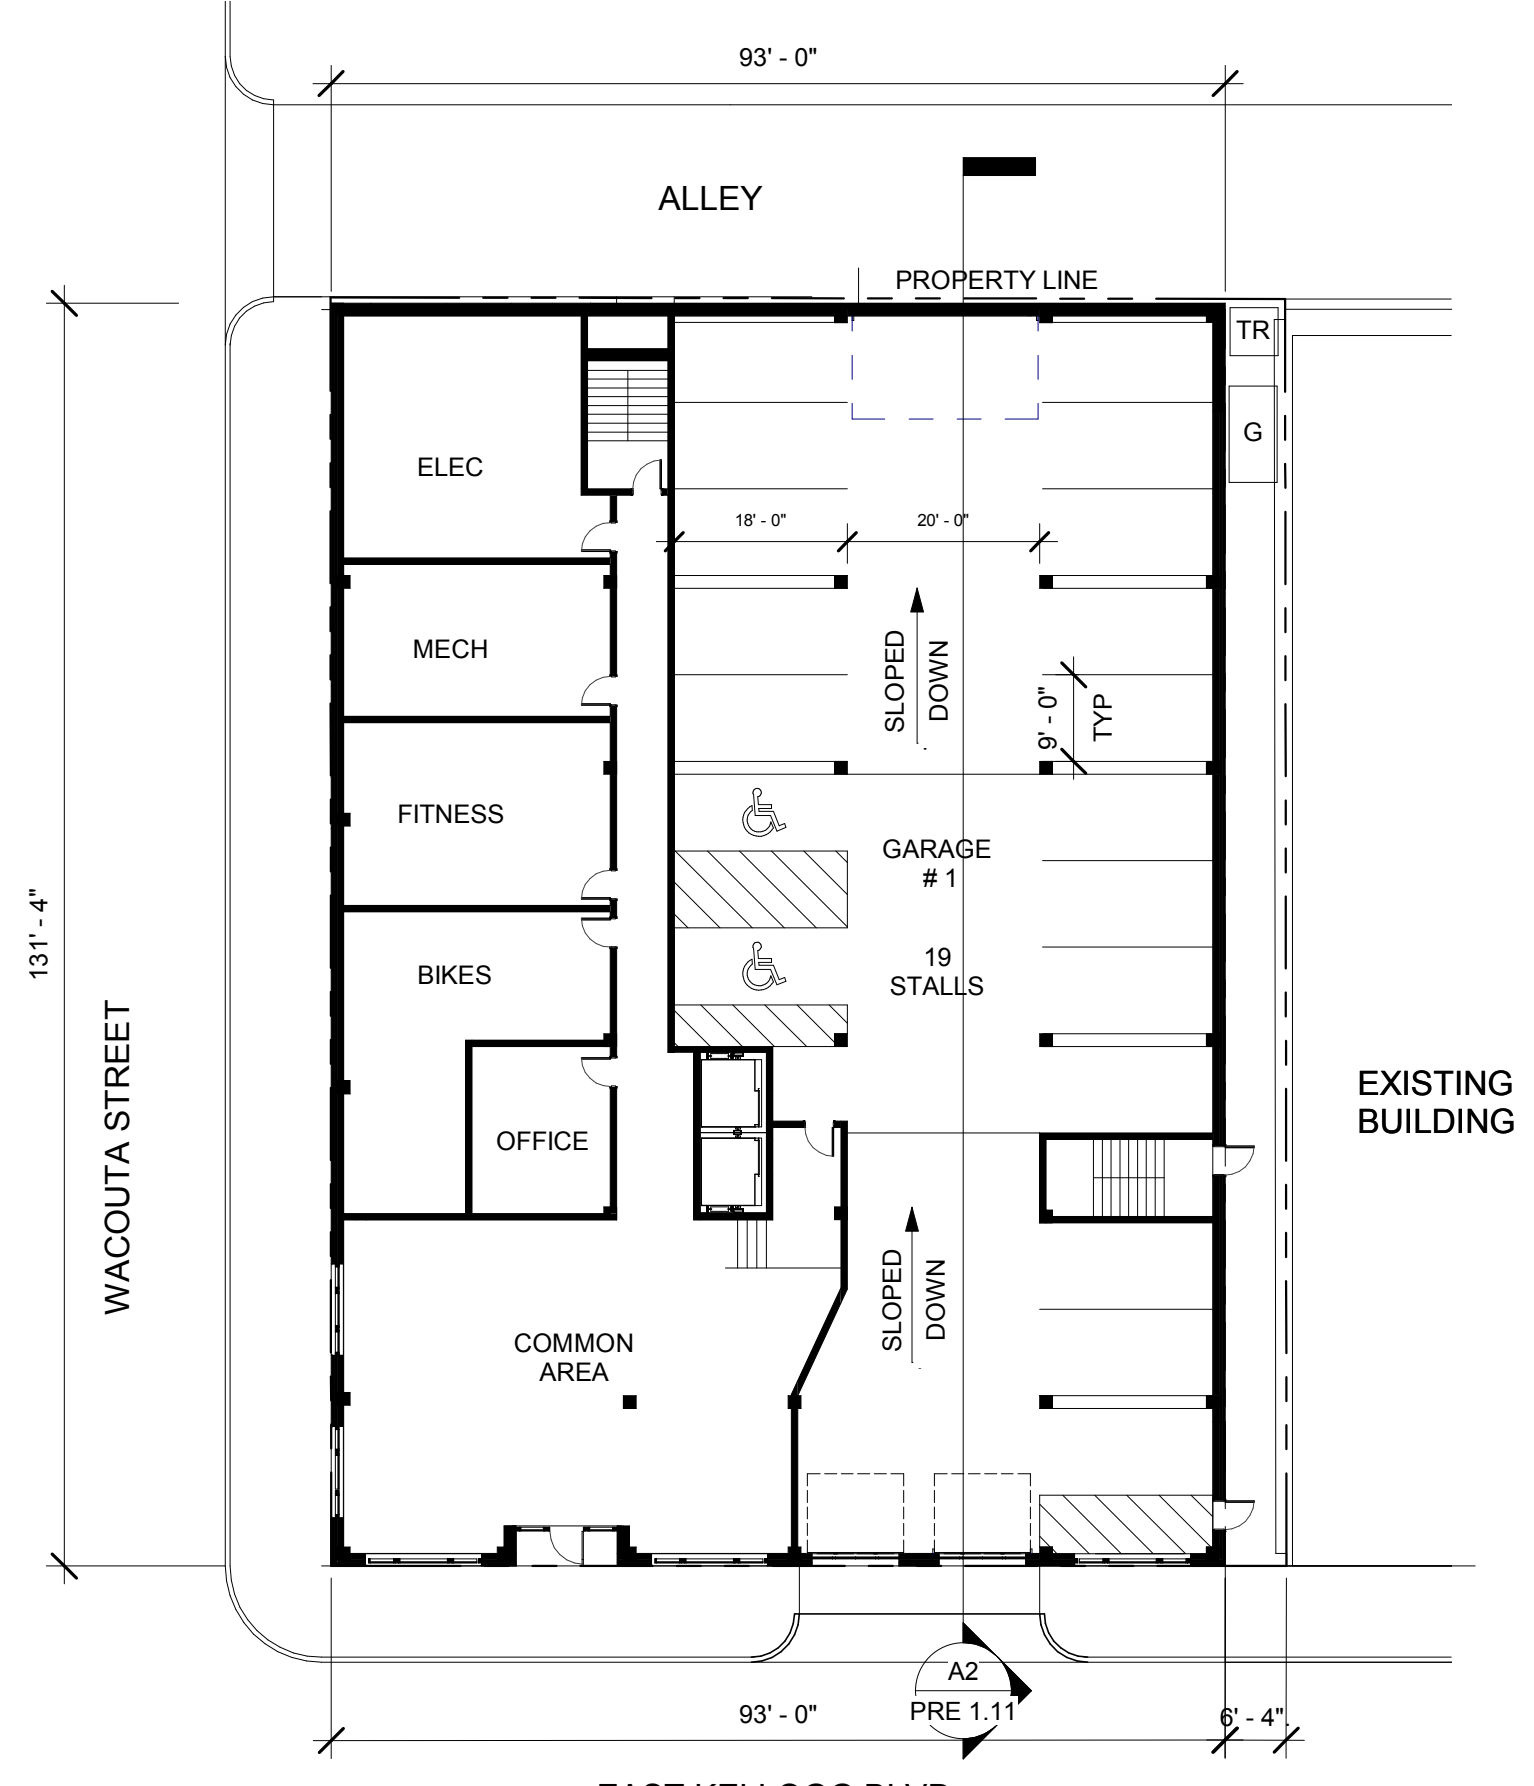 93' - 0"
ALLEY
PROPERTY LINE
TR
G
ELEC
18' - 0"
20' - 0"
MECH
SLOPED
DOWN
9' - 0"
TYP
FITNESS
GARAGE
# 1
131' - 4"
19
STALLS
BIKES
WACOUTA STREET
EXISTING
BUILDING
OFFICE
SLOPED
DOWN
COMMON
AREA
A2
PRE 1.11
93' - 0"
6' - 4"